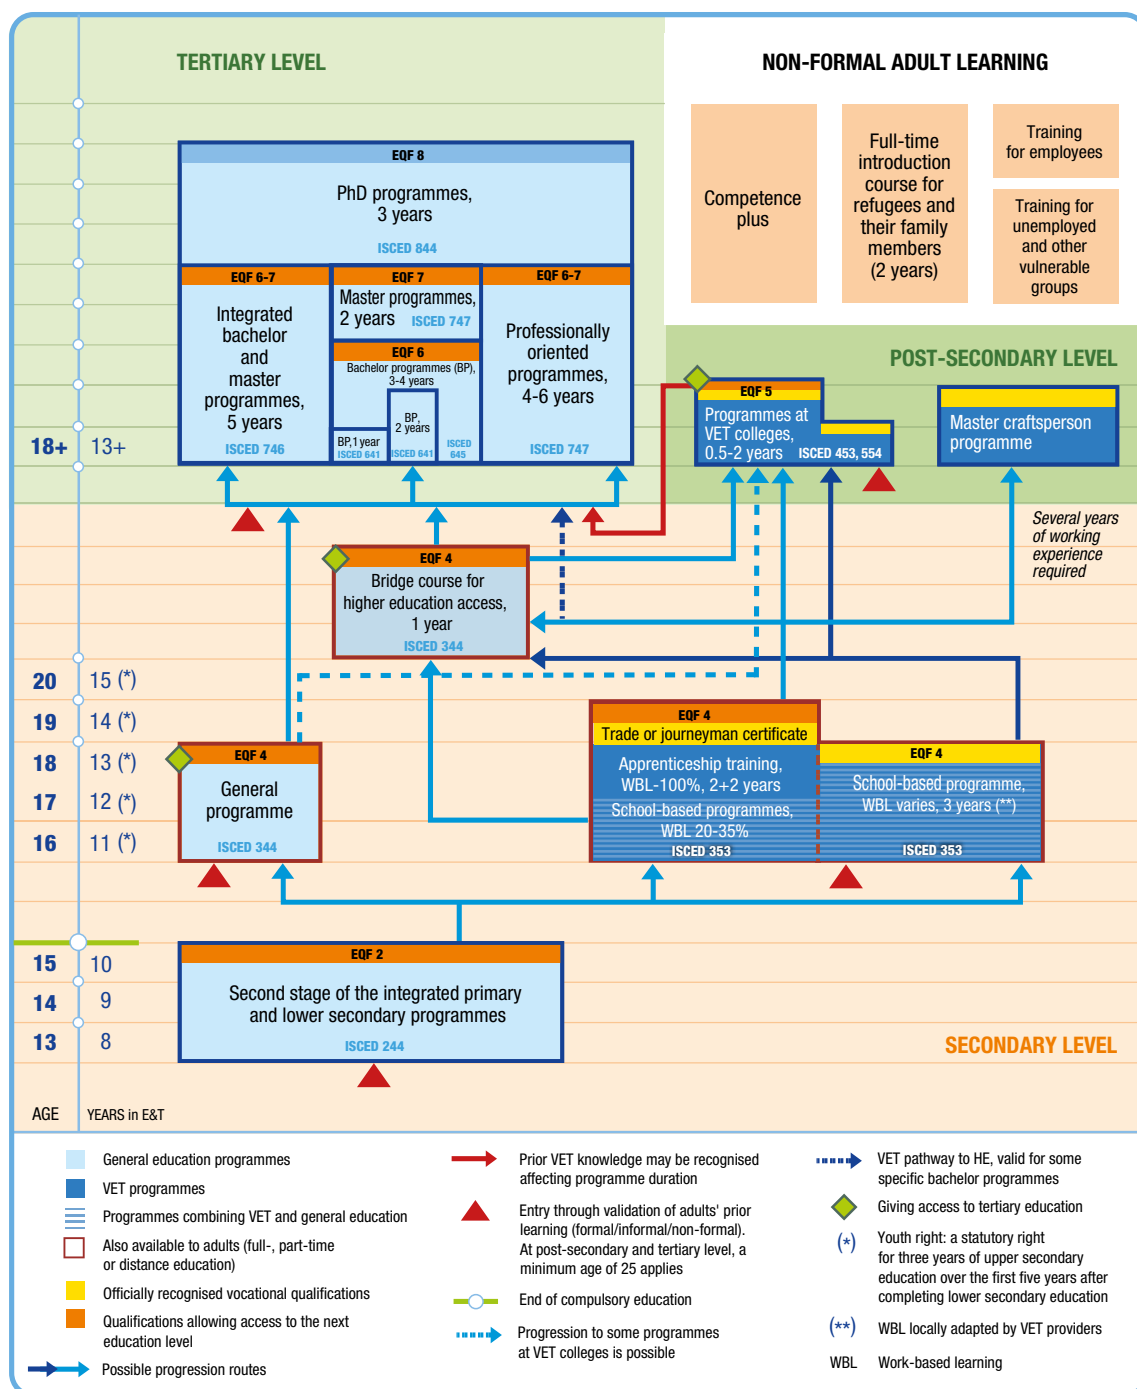 TERTIARY LEVEL
NON-FORMAL ADULT LEARNING
Competence
plus
Full-time
introduction
course for
refugees and
their family
members
(2 years)
Training
for employees
Training for
unemployed
and other
vulnerable
groups
EQF 8
PhD programmes,
3 years
ISCED 844
EQF 6-7
Integrated
bachelor
and
master
programmes,
5 years
ISCED 746
EQF 7
Master programmes,
2 years
ISCED 747
EQF 6
Bachelor programmes (BP),
3-4 years
BP,
2 years
BP, 1 year
ISCED 641
ISCED 641
ISCED
645
EQF 6-7
Professionally
oriented
programmes,
4-6 years
ISCED 747
POST-SECONDARY LEVEL
EQF 5
Programmes at
VET colleges,
0.5-2 years
ISCED 453, 554
Master craftsperson
programme
18+ 13+
Several years
of working
experience
required
EQF 4
Bridge course for
higher education access,
1 year
ISCED 344
20 15 (*)
19 14 (*)
18 13 (*)
17 12 (*)
16 11 (*)
EQF 4
General
programme
ISCED 344
EQF 4
Trade or journeyman certificate
Apprenticeship training,
WBL-100%, 2+2 years
School-based programmes,
WBL 20-35%
ISCED 353
EQF 4
School-based programme,
WBL varies, 3 years (**)
ISCED 353
15 10
14 9
13 8
EQF 2
Second stage of the integrated primary
and lower secondary programmes
ISCED 244
SECONDARY LEVEL
AGE YEARS in E&T
General education programmes
VET programmes
Programmes combining VET and general education
Also available to adults (full-, part-time
or distance education)
Officially recognised vocational qualifications
Qualifications allowing access to the next
education level
Possible progression routes
Prior VET knowledge may be recognised
affecting programme duration
Entry through validation of adults' prior
learning (formal/informal/non-formal).
At post-secondary and tertiary level, a
minimum age of 25 applies
End of compulsory education
Progression to some programmes
at VET colleges is possible
VET pathway to HE, valid for some
specific bachelor programmes
Giving access to tertiary education
(*) Youth right: a statutory right
for three years of upper secondary
education over the first five years after
completing lower secondary education
(**) WBL locally adapted by VET providers
WBL Work-based learning